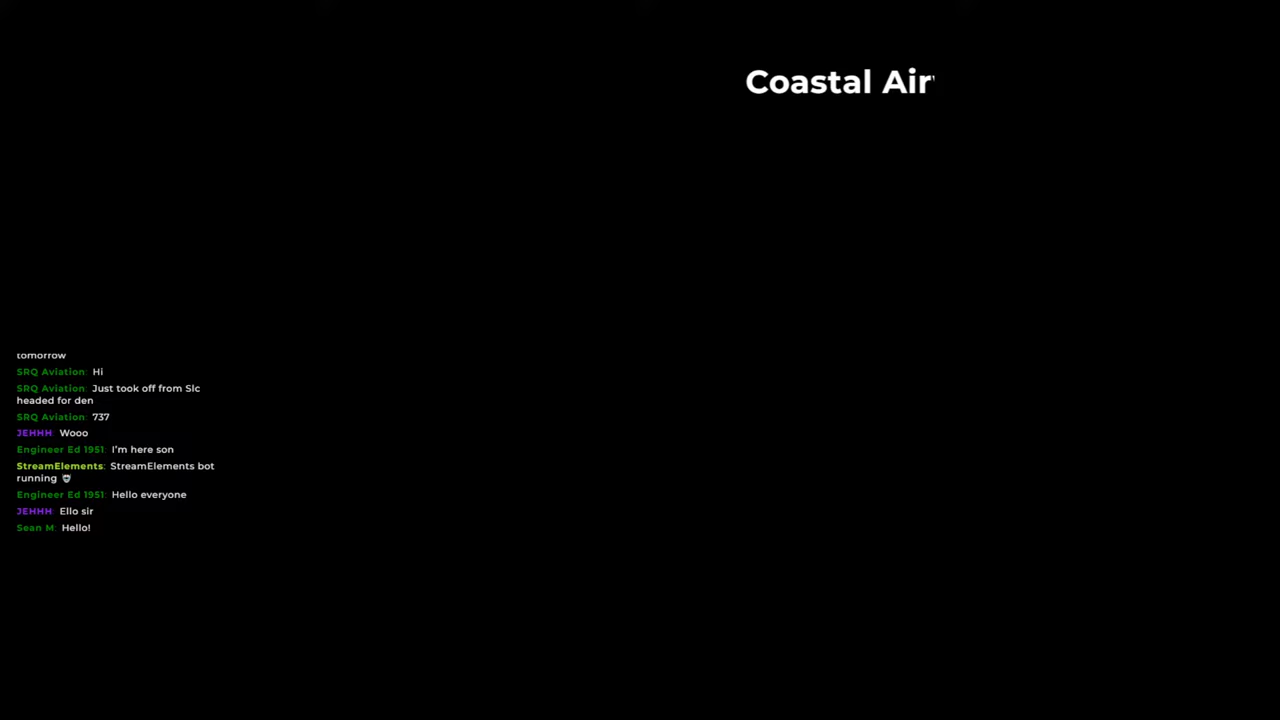 Coastal Air
tomorrow
SRQ Aviation: Hi
SRQ Aviation: Just took off from Slc
headed for den
SRQ Aviation: 737
JEHHH: Wooo
Engineer Ed 1951: I'm here son
StreamElements: StreamElements bot
running
Engineer Ed 1951: Hello everyone
JEHHH: Ello sir
Sean M: Hello!